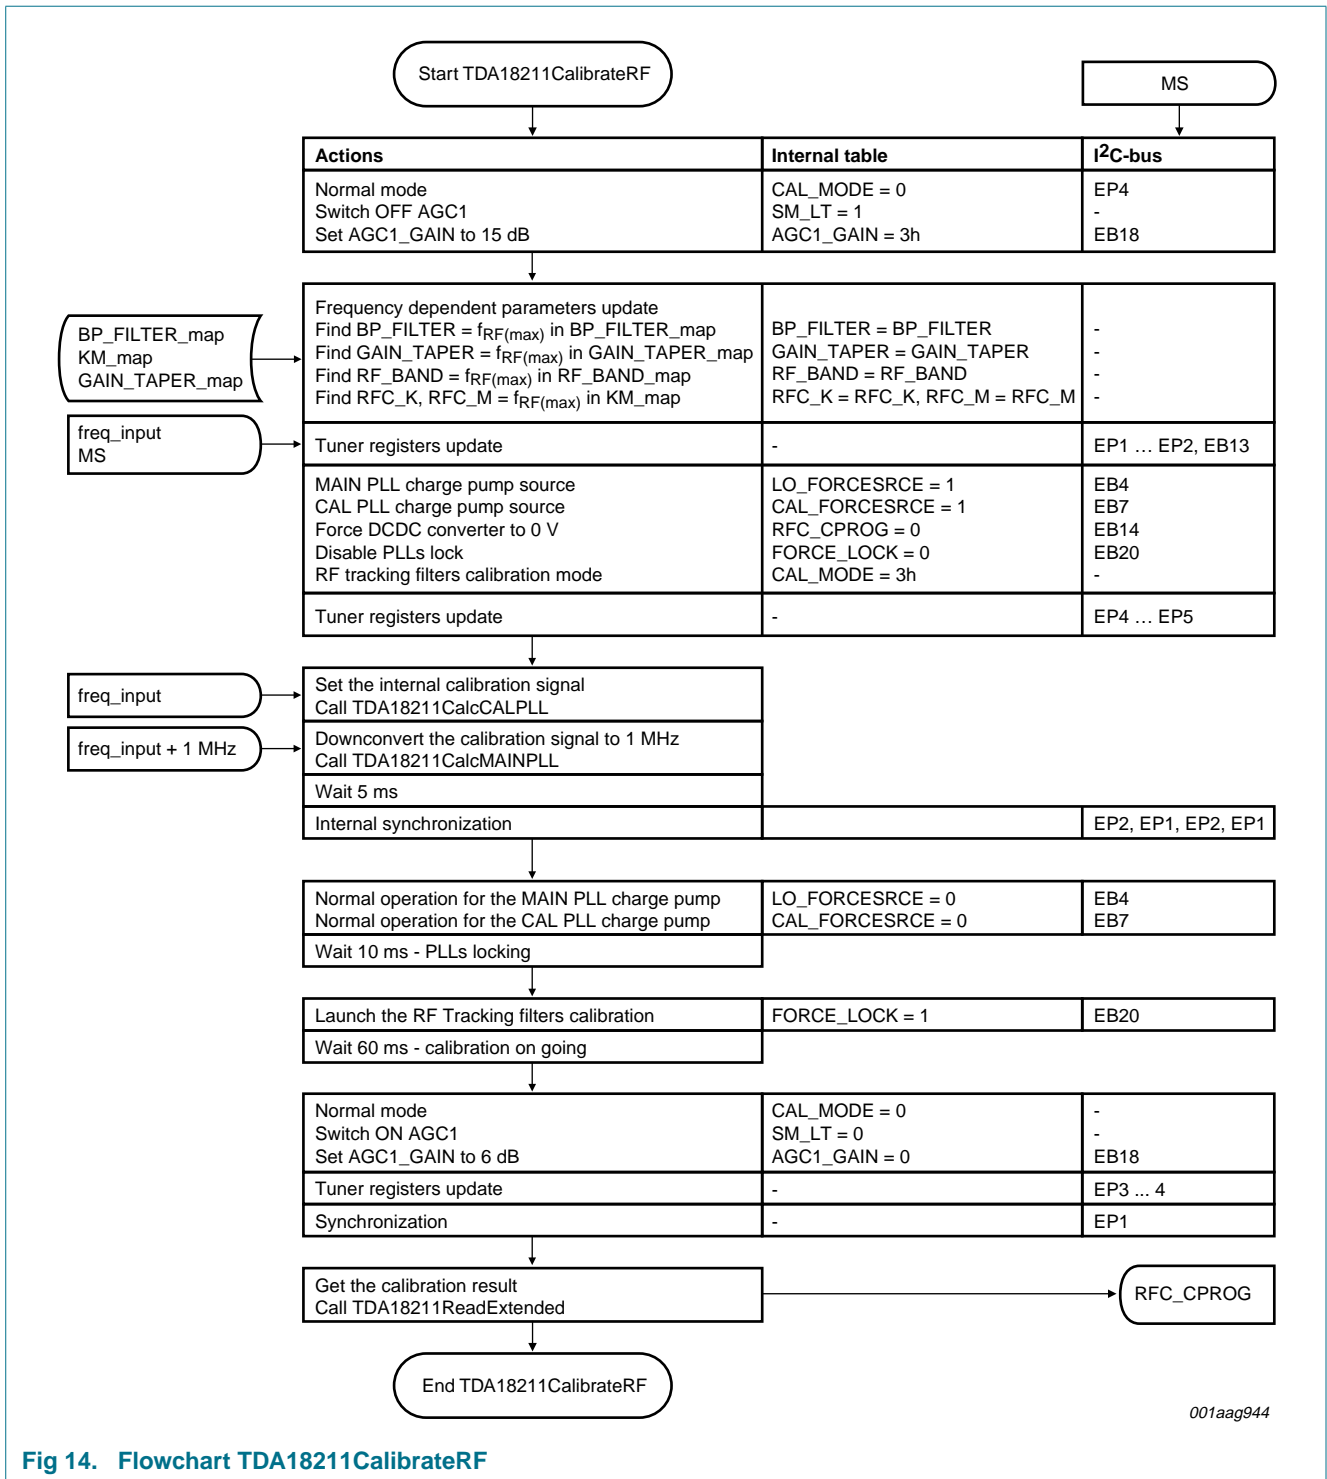 Start TDA18211CalibrateRF
MS
Actions Internal table I2C-bus
Normal mode CAL_MODE = 0 EP4
Switch OFF AGC1 SM_LT = 1 -
Set AGC1_GAIN to 15 dB AGC1_GAIN = 3h EB18
BP_FILTER_map
KM_map
GAIN_TAPER_map
Frequency dependent parameters update
Find BP_FILTER = fRF(max) in BP_FILTER_map BP_FILTER = BP_FILTER -
Find GAIN_TAPER = fRF(max) in GAIN_TAPER_map GAIN_TAPER = GAIN_TAPER -
Find RF_BAND = fRF(max) in RF_BAND_map RF_BAND = RF_BAND -
Find RFC_K, RFC_M = fRF(max) in KM_map RFC_K = RFC_K, RFC_M = RFC_M -
freq_input
MS
Tuner registers update - EP1 … EP2, EB13
MAIN PLL charge pump source LO_FORCESRCE = 1 EB4
CAL PLL charge pump source CAL_FORCESRCE = 1 EB7
Force DCDC converter to 0 V RFC_CPROG = 0 EB14
Disable PLLs lock FORCE_LOCK = 0 EB20
RF tracking filters calibration mode CAL_MODE = 3h -
Tuner registers update - EP4 … EP5
freq_input
Set the internal calibration signal
Call TDA18211CalcCALPLL
freq_input + 1 MHz
Downconvert the calibration signal to 1 MHz
Call TDA18211CalcMAINPLL
Wait 5 ms
Internal synchronization EP2, EP1, EP2, EP1
Normal operation for the MAIN PLL charge pump LO_FORCESRCE = 0 EB4
Normal operation for the CAL PLL charge pump CAL_FORCESRCE = 0 EB7
Wait 10 ms - PLLs locking
Launch the RF Tracking filters calibration FORCE_LOCK = 1 EB20
Wait 60 ms - calibration on going
Normal mode CAL_MODE = 0 -
Switch ON AGC1 SM_LT = 0 -
Set AGC1_GAIN to 6 dB AGC1_GAIN = 0 EB18
Tuner registers update - EP3 ... 4
Synchronization - EP1
Get the calibration result
Call TDA18211ReadExtended
RFC_CPROG
End TDA18211CalibrateRF
001aag944
Fig 14. Flowchart TDA18211CalibrateRF